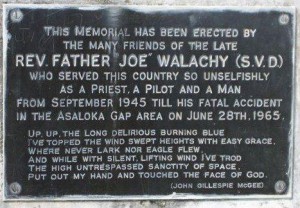 THIS MEMORIAL HAS BEEN ERECTED BY
THE MANY FRIENDS OF THE LATE
REV. FATHER "JOE" WALACHY (S.V.D)
WHO SERVED THIS COUNTRY SO UNSELFISHLY
AS A PRIEST, A PILOT AND A MAN
FROM SEPTEMBER 1945 TILL HIS FATAL ACCIDENT
IN THE ASALOKA GAP AREA ON JUNE 28TH, 1965.
UP, UP, THE LONG DELIRIOUS BURNING BLUE
I'VE TOPPED THE WIND SWEPT HEIGHTS WITH EASY GRACE,
WHERE NEVER LARK NOR EAGLE FLEW,
AND WHILE WITH SILENT, LIFTING WIND I'VE TROD
THE HIGH UNTRESPASSED SANCTITY OF SPACE,
PUT OUT MY HAND AND TOUCHED THE FACE OF GOD.
(JOHN GILLESPIE McGEE)